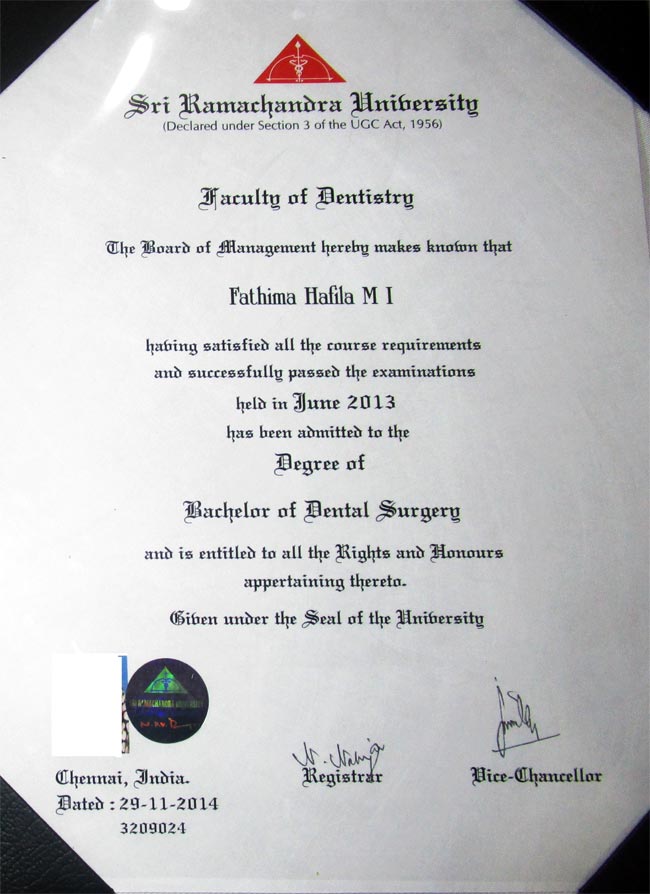 Sri Ramachandra University
(Declared under Section 3 of the UGC Act, 1956)
Faculty of Dentistry
The Board of Management hereby makes known that
Fathima Hafila M I
having satisfied all the course requirements
and successfully passed the examinations
held in June 2013
has been admitted to the
Degree of
Bachelor of Dental Surgery
and is entitled to all the Rights and Honours
appertaining thereto.
Given under the Seal of the University
SRI RAMACHANDRA UNIVERSITY
Registrar
Vice-Chancellor
Chennai, India.
Dated : 29-11-2014
3209024